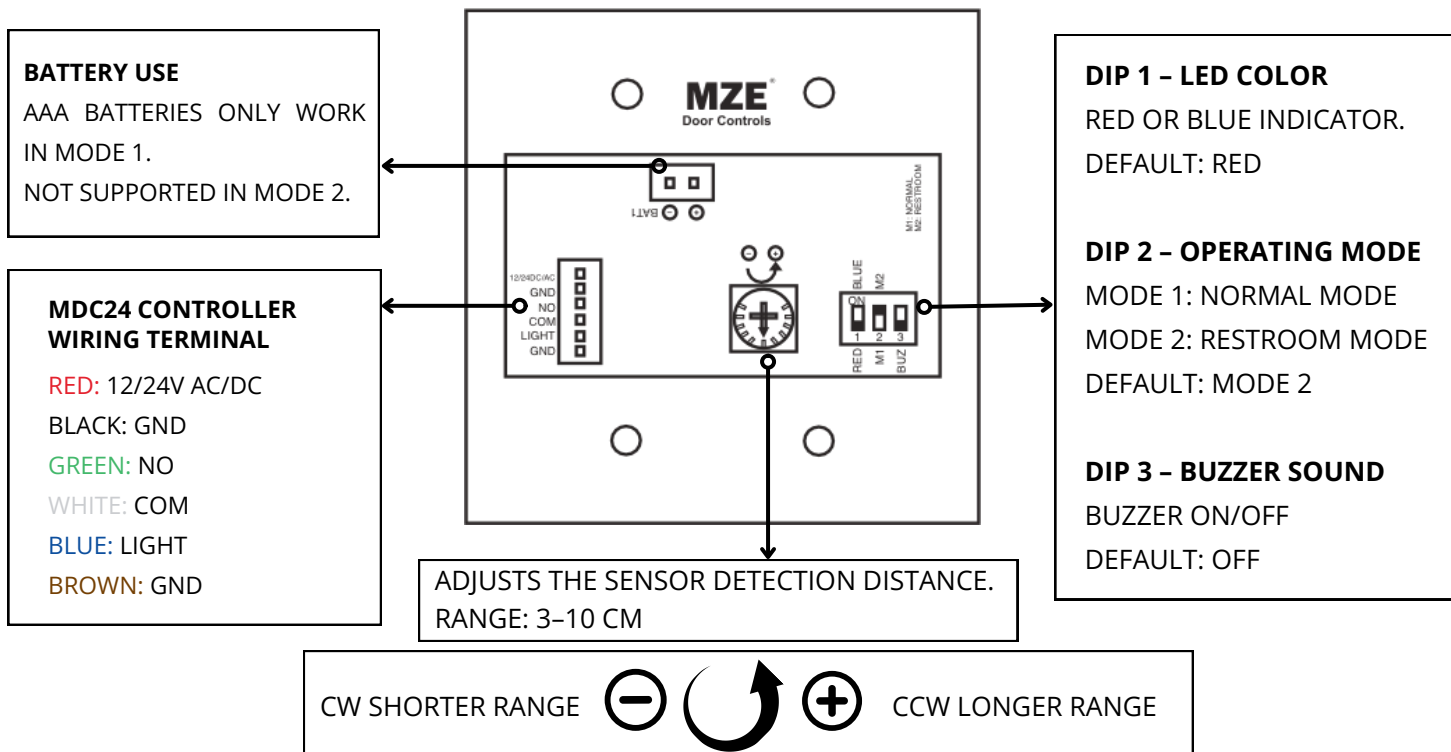 BATTERY USE
AAA BATTERIES ONLY WORK
IN MODE 1.
NOT SUPPORTED IN MODE 2.
MDC24 CONTROLLER
WIRING TERMINAL
RED: 12/24V AC/DC
BLACK: GND
GREEN: NO
WHITE: COM
BLUE: LIGHT
BROWN: GND
MZE®
Door Controls
BAT1
M1: NORMAL
M2: RESTROOM
12/24DC/AC
GND
NO
COM
LIGHT
GND
BLUE
M2
ON
1 2 3
RED
M1
BUZ
DIP 1 – LED COLOR
RED OR BLUE INDICATOR.
DEFAULT: RED
DIP 2 – OPERATING MODE
MODE 1: NORMAL MODE
MODE 2: RESTROOM MODE
DEFAULT: MODE 2
DIP 3 – BUZZER SOUND
BUZZER ON/OFF
DEFAULT: OFF
ADJUSTS THE SENSOR DETECTION DISTANCE.
RANGE: 3–10 CM
CW SHORTER RANGE
CCW LONGER RANGE